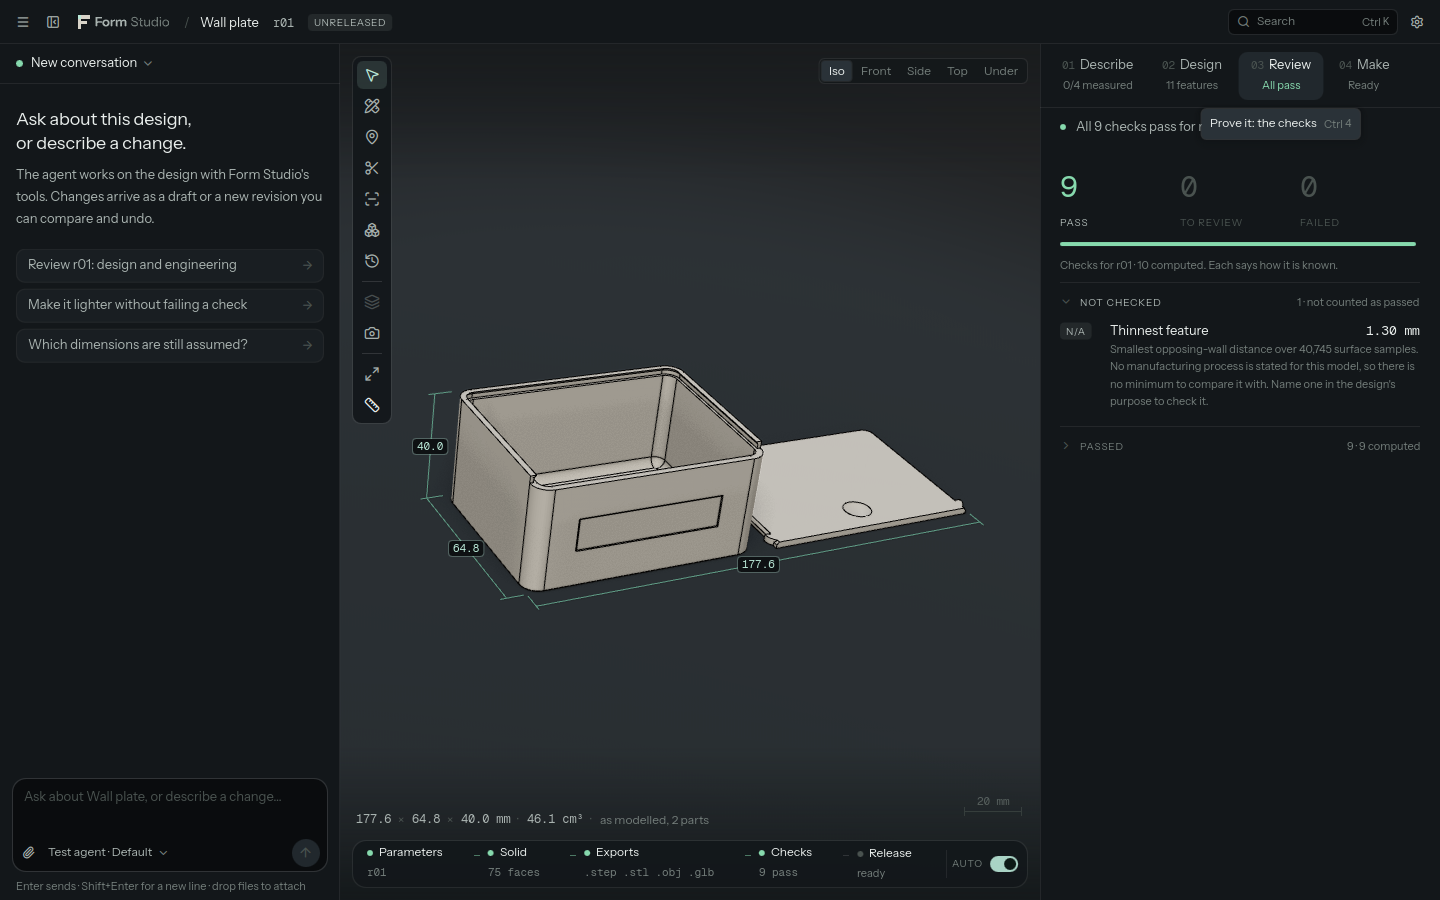 Form Studio / Wall plate r01 UNRELEASED
Search Ctrl K
New conversation
Ask about this design,
or describe a change.
The agent works on the design with Form Studio's
tools. Changes arrive as a draft or a new revision you
can compare and undo.
Review r01: design and engineering
Make it lighter without failing a check
Which dimensions are still assumed?
Ask about Wall plate, or describe a change...
Test agent · Default
Enter sends · Shift+Enter for a new line · drop files to attach
Iso Front Side Top Under
40.0
64.8
177.6
20 mm
177.6 × 64.8 × 40.0 mm · 46.1 cm³ · as modelled, 2 parts
Parameters
r01
Solid
75 faces
Exports
.step .stl .obj .glb
Checks
9 pass
Release
ready
AUTO
01 Describe
0/4 measured
02 Design
11 features
03 Review
All pass
04 Make
Ready
All 9 checks pass for
Prove it: the checks Ctrl 4
9
PASS
0
TO REVIEW
0
FAILED
Checks for r01 · 10 computed. Each says how it is known.
NOT CHECKED 1 · not counted as passed
N/A Thinnest feature 1.30 mm
Smallest opposing-wall distance over 40,745 surface samples.
No manufacturing process is stated for this model, so there is
no minimum to compare it with. Name one in the design's
purpose to check it.
PASSED 9 · 9 computed